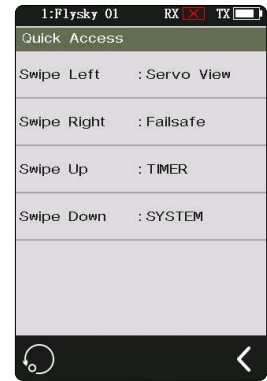 1:Flysky 01 RX TX
Quick Access
Swipe Left :Servo View
Swipe Right :Failsafe
Swipe Up :TIMER
Swipe Down :SYSTEM